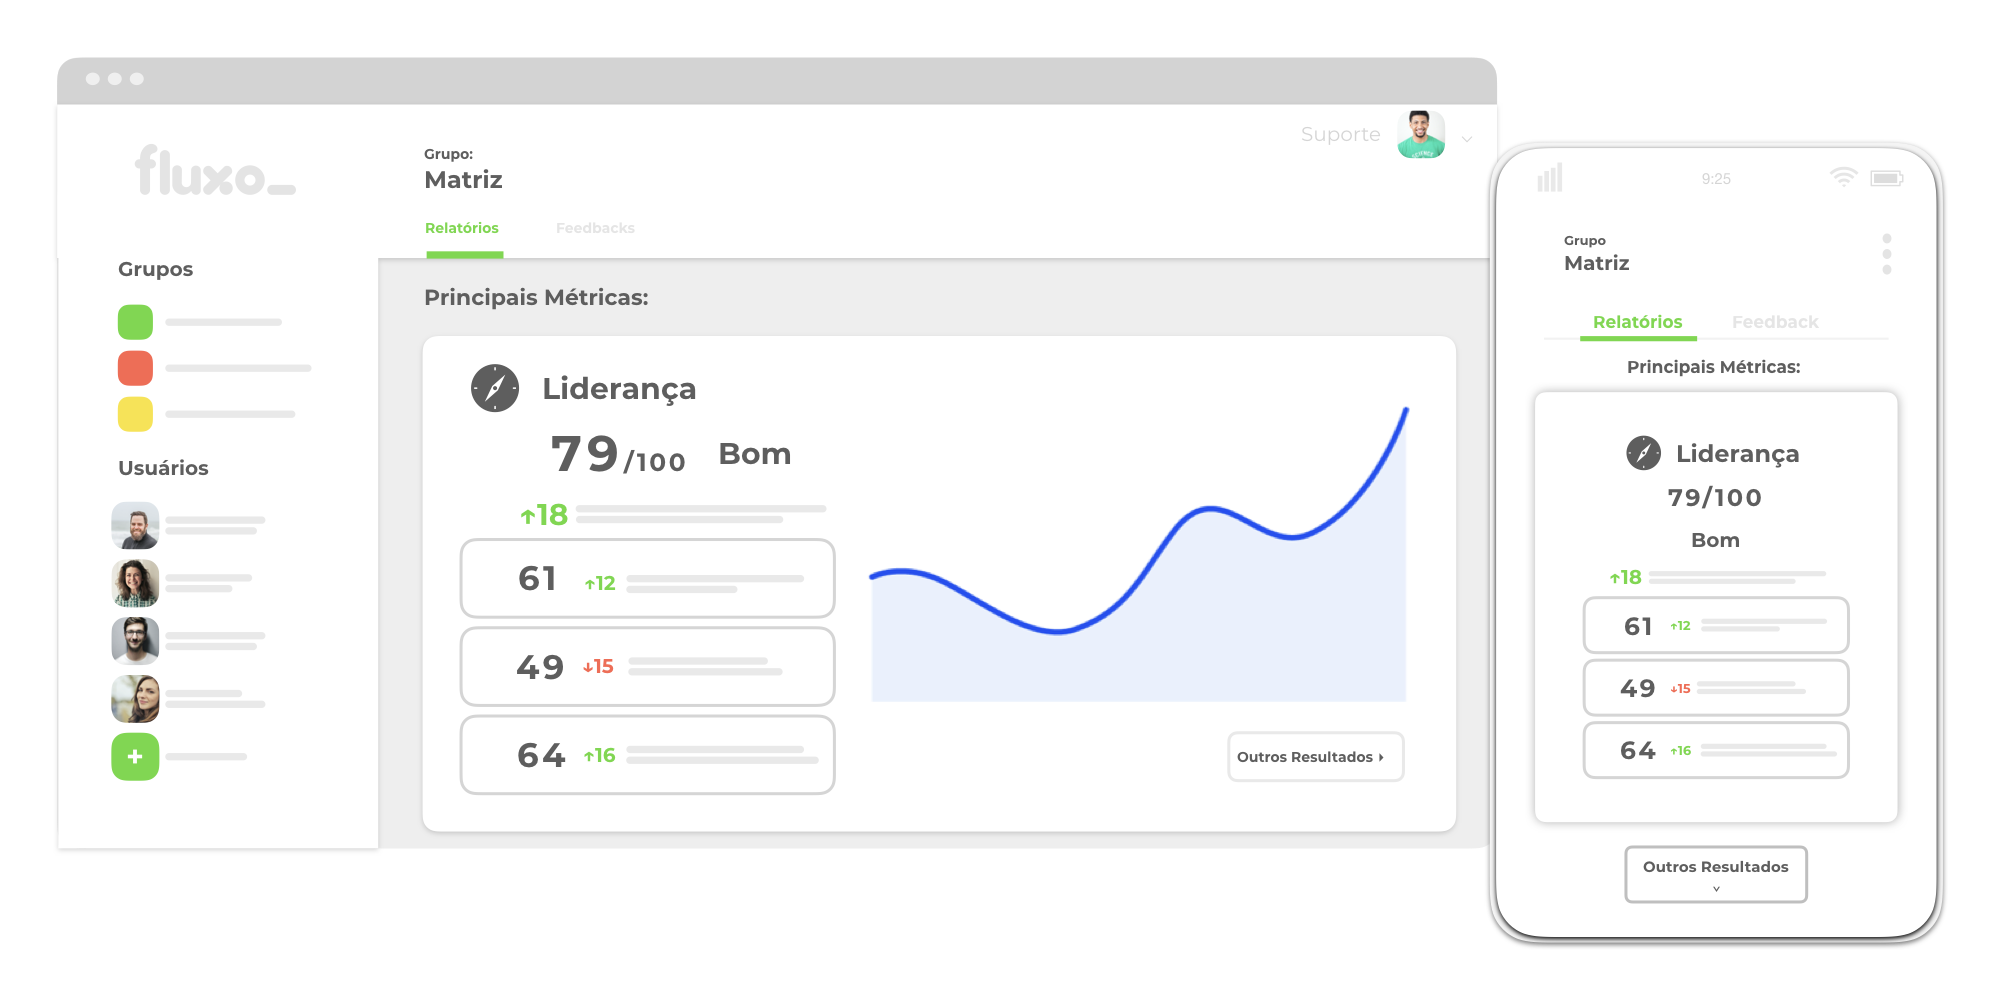 fluxo_
Grupos
Usuários
+
Suporte
Grupo:
Matriz
Relatórios Feedbacks
Principais Métricas:
Liderança
79/100 Bom
↑18
61 ↑12
49 ↓15
64 ↑16
Outros Resultados
9:25
Grupo
Matriz
Relatórios Feedback
Principais Métricas:
Liderança
79/100
Bom
↑18
61 ↑12
49 ↓15
64 ↑16
Outros Resultados